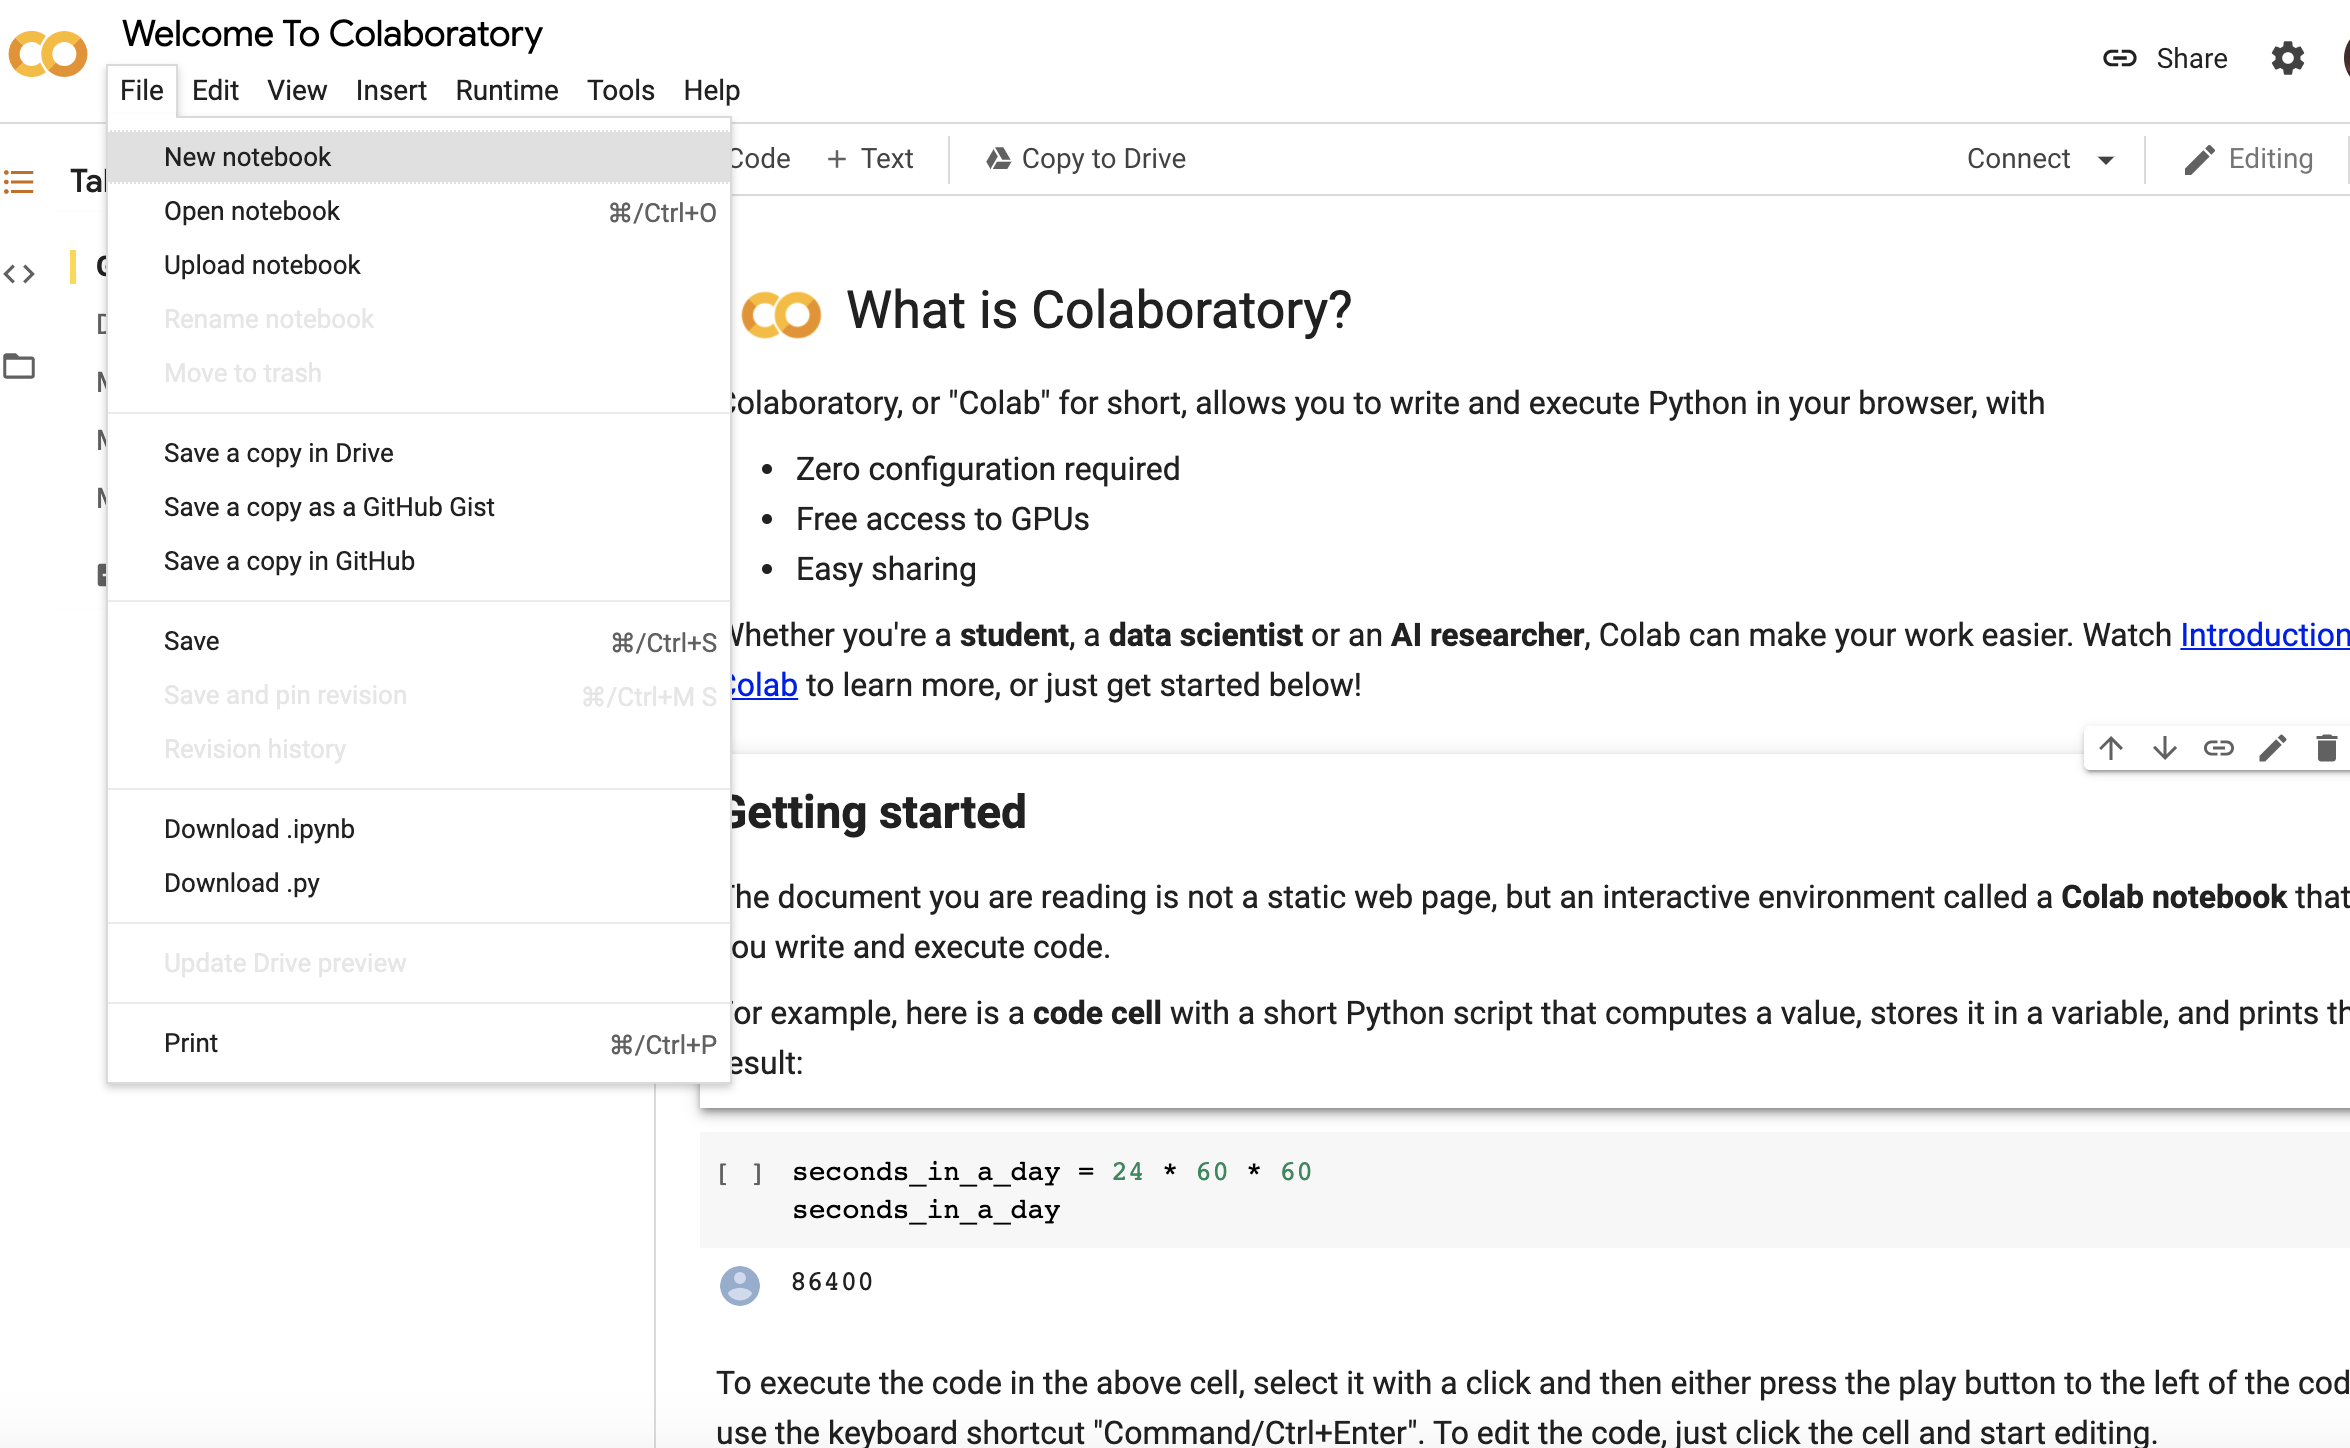 Welcome To Colaboratory
File Edit View Insert Runtime Tools Help
Share
New notebook
Open notebook ⌘/Ctrl+O
Upload notebook
Rename notebook
Move to trash
Save a copy in Drive
Save a copy as a GitHub Gist
Save a copy in GitHub
Save ⌘/Ctrl+S
Save and pin revision ⌘/Ctrl+M S
Revision history
Download .ipynb
Download .py
Update Drive preview
Print ⌘/Ctrl+P
Code + Text Copy to Drive Connect Editing
What is Colaboratory?
Colaboratory, or "Colab" for short, allows you to write and execute Python in your browser, with
• Zero configuration required
• Free access to GPUs
• Easy sharing
Whether you're a student, a data scientist or an AI researcher, Colab can make your work easier. Watch Introduction
Colab to learn more, or just get started below!
Getting started
The document you are reading is not a static web page, but an interactive environment called a Colab notebook that
you write and execute code.
For example, here is a code cell with a short Python script that computes a value, stores it in a variable, and prints th
result:
[ ] seconds_in_a_day = 24 * 60 * 60
seconds_in_a_day
86400
To execute the code in the above cell, select it with a click and then either press the play button to the left of the cod
use the keyboard shortcut "Command/Ctrl+Enter". To edit the code, just click the cell and start editing.